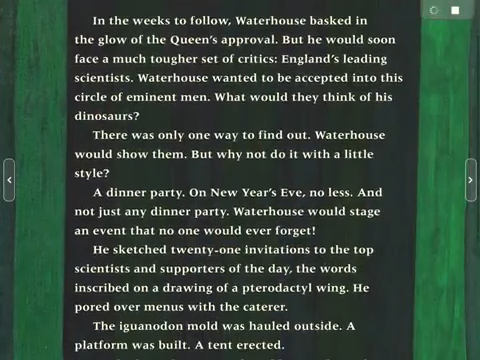 In the weeks to follow, Waterhouse basked in
the glow of the Queen's approval. But he would soon
face a much tougher set of critics: England's leading
scientists. Waterhouse wanted to be accepted into this
circle of eminent men. What would they think of his
dinosaurs?
There was only one way to find out. Waterhouse
would show them. But why not do it with a little
style?
A dinner party. On New Year's Eve, no less. And
not just any dinner party. Waterhouse would stage
an event that no one would ever forget!
He sketched twenty-one invitations to the top
scientists and supporters of the day, the words
inscribed on a drawing of a pterodactyl wing. He
pored over menus with the caterer.
The iguanodon mold was hauled outside. A
platform was built. A tent erected.